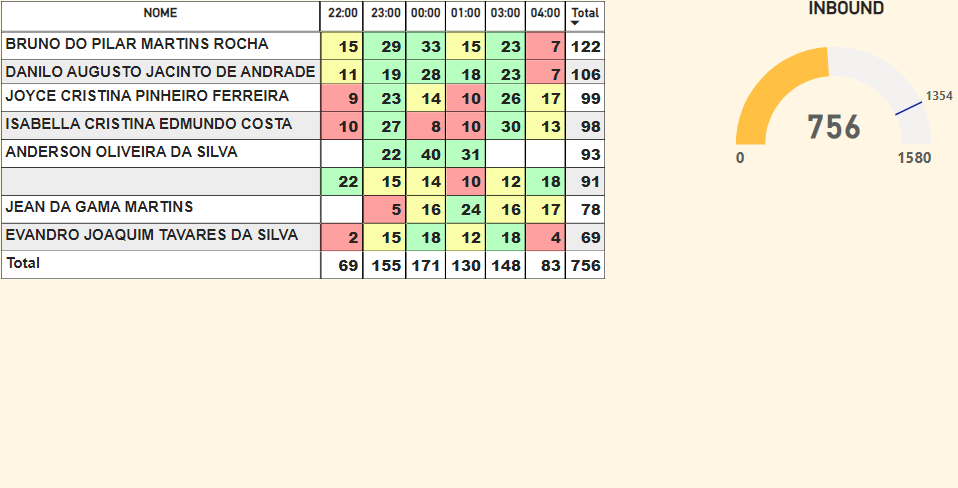 NOME 22:00 23:00 00:00 01:00 03:00 04:00 Total
BRUNO DO PILAR MARTINS ROCHA 15 29 33 15 23 7 122
DANILO AUGUSTO JACINTO DE ANDRADE 11 19 28 18 23 7 106
JOYCE CRISTINA PINHEIRO FERREIRA 9 23 14 10 26 17 99
ISABELLA CRISTINA EDMUNDO COSTA 10 27 8 10 30 13 98
ANDERSON OLIVEIRA DA SILVA 22 40 31 93
22 15 14 10 12 18 91
JEAN DA GAMA MARTINS 5 16 24 16 17 78
EVANDRO JOAQUIM TAVARES DA SILVA 2 15 18 12 18 4 69
Total 69 155 171 130 148 83 756
INBOUND
1354
756
0 1580